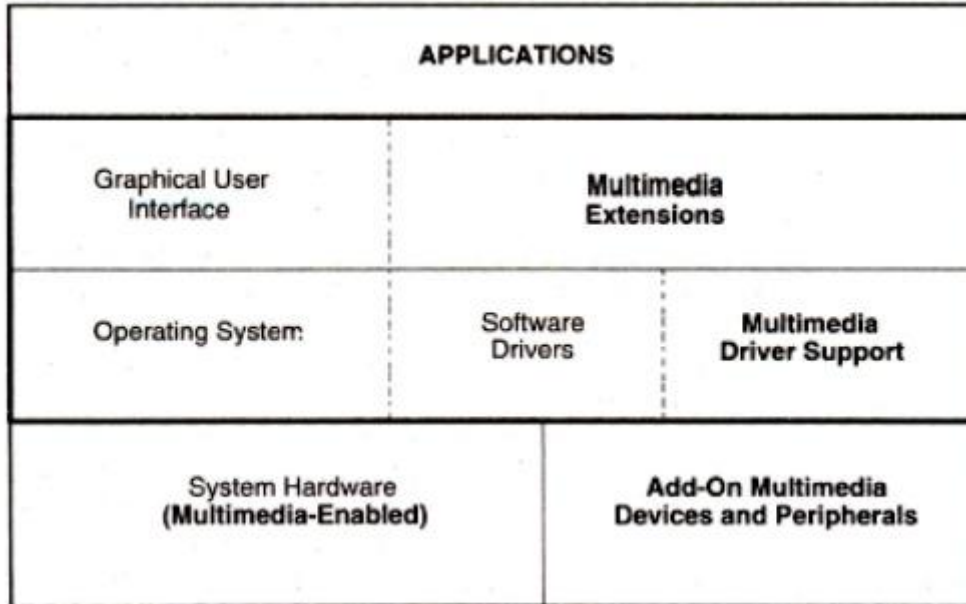 APPLICATIONS
Graphical User
Interface
Multimedia
Extensions
Operating System
Software
Drivers
Multimedia
Driver Support
System Hardware
(Multimedia-Enabled)
Add-On Multimedia
Devices and Peripherals